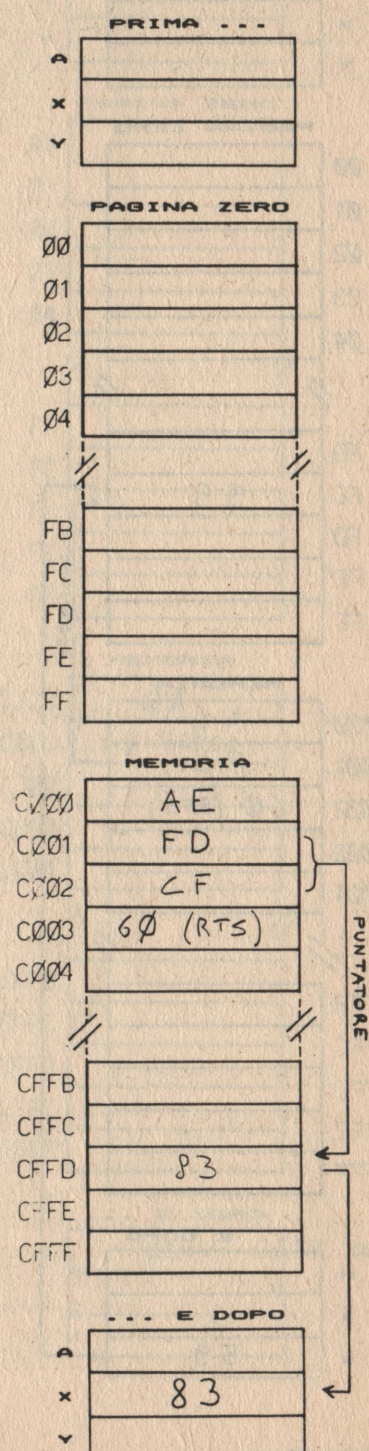 PRIMA ...
A
X
Y
PAGINA ZERO
ØØ
Ø1
Ø2
Ø3
Ø4
FB
FC
FD
FE
FF
MEMORIA
CØØØ AE
CØØ1 FD
CØØ2 CF
CØØ3 6Ø (RTS)
CØØ4
PUNTATORE
CFFB
CFFC
CFFD 83
CFFE
CFFF
... E DOPO
A
X 83
Y